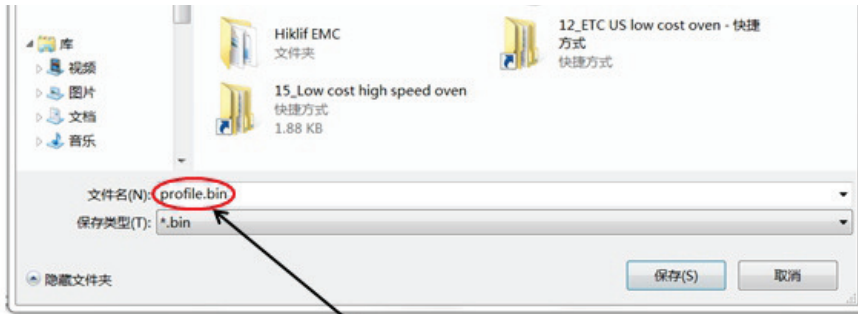 库
视频
图片
文档
音乐
Hiklif EMC
文件夹
12_ETC US low cost oven - 快捷
方式
快捷方式
15_Low cost high speed oven
快捷方式
1.88 KB
文件名(N): profile.bin
保存类型(T): *.bin
隐藏文件夹
保存(S)
取消